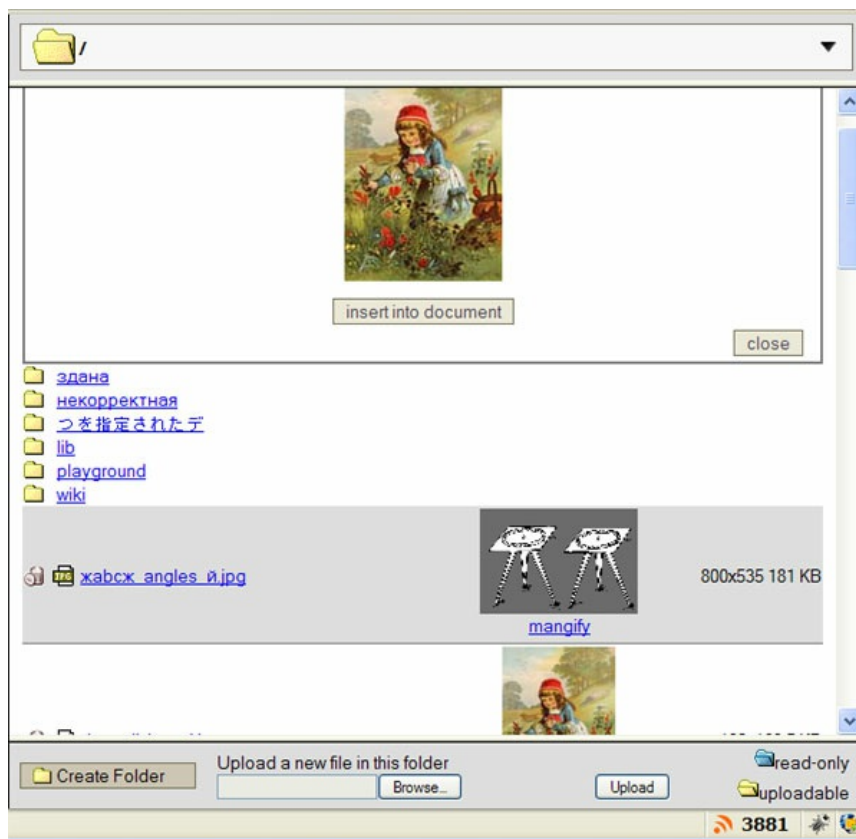 /
insert into document
close
здана
некорректная
つを指定されたデ
lib
playground
wiki
жabcж_angles_й.jpg
800x535 181 KB
mangify
Upload a new file in this folder
Create Folder
Browse...
Upload
read-only
uploadable
3881